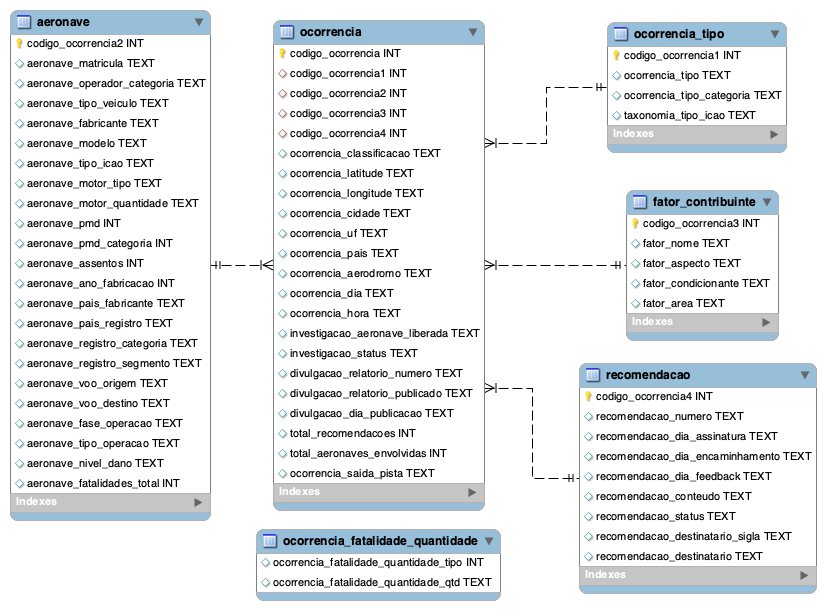 aeronave
codigo_ocorrencia2 INT
aeronave_matricula TEXT
aeronave_operador_categoria TEXT
aeronave_tipo_veiculo TEXT
aeronave_fabricante TEXT
aeronave_modelo TEXT
aeronave_tipo_icao TEXT
aeronave_motor_tipo TEXT
aeronave_motor_quantidade TEXT
aeronave_pmd INT
aeronave_pmd_categoria INT
aeronave_assentos INT
aeronave_ano_fabricacao INT
aeronave_pais_fabricante TEXT
aeronave_pais_registro TEXT
aeronave_registro_categoria TEXT
aeronave_registro_segmento TEXT
aeronave_voo_origem TEXT
aeronave_voo_destino TEXT
aeronave_fase_operacao TEXT
aeronave_tipo_operacao TEXT
aeronave_nivel_dano TEXT
aeronave_fatalidades_total INT
Indexes
ocorrencia
codigo_ocorrencia INT
codigo_ocorrencia1 INT
codigo_ocorrencia2 INT
codigo_ocorrencia3 INT
codigo_ocorrencia4 INT
ocorrencia_classificacao TEXT
ocorrencia_latitude TEXT
ocorrencia_longitude TEXT
ocorrencia_cidade TEXT
ocorrencia_uf TEXT
ocorrencia_pais TEXT
ocorrencia_aerodromo TEXT
ocorrencia_dia TEXT
ocorrencia_hora TEXT
investigacao_aeronave_liberada TEXT
investigacao_status TEXT
divulgacao_relatorio_numero TEXT
divulgacao_relatorio_publicado TEXT
divulgacao_dia_publicacao TEXT
total_recomendacoes INT
total_aeronaves_envolvidas INT
ocorrencia_saida_pista TEXT
Indexes
ocorrencia_tipo
codigo_ocorrencia1 INT
ocorrencia_tipo TEXT
ocorrencia_tipo_categoria TEXT
taxonomia_tipo_icao TEXT
Indexes
fator_contribuinte
codigo_ocorrencia3 INT
fator_nome TEXT
fator_aspecto TEXT
fator_condicionante TEXT
fator_area TEXT
Indexes
recomendacao
codigo_ocorrencia4 INT
recomendacao_numero TEXT
recomendacao_dia_assinatura TEXT
recomendacao_dia_encaminhamento TEXT
recomendacao_dia_feedback TEXT
recomendacao_conteudo TEXT
recomendacao_status TEXT
recomendacao_destinatario_sigla TEXT
recomendacao_destinatario TEXT
Indexes
ocorrencia_fatalidade_quantidade
ocorrencia_fatalidade_quantidade_tipo INT
ocorrencia_fatalidade_quantidade_qtd TEXT